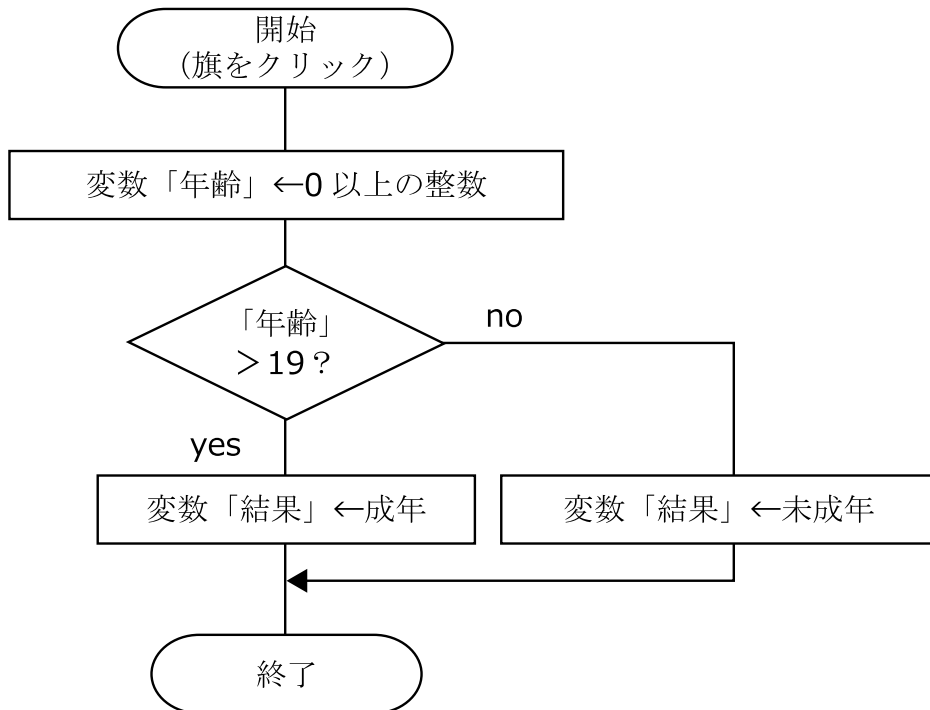 開始
（旗をクリック）
変数「年齢」←0 以上の整数
「年齢」
＞19？
no
yes
変数「結果」←成年
変数「結果」←未成年
終了